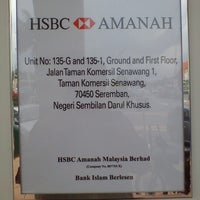 HSBC AMANAH
Unit No: 135-G and 135-1, Ground and First Floor,
Jalan Taman Komersil Senawang 1,
Taman Komersil Senawang,
70450 Seremban,
Negeri Sembilan Darul Khusus.
HSBC Amanah Malaysia Berhad
Bank Islam Berlesen